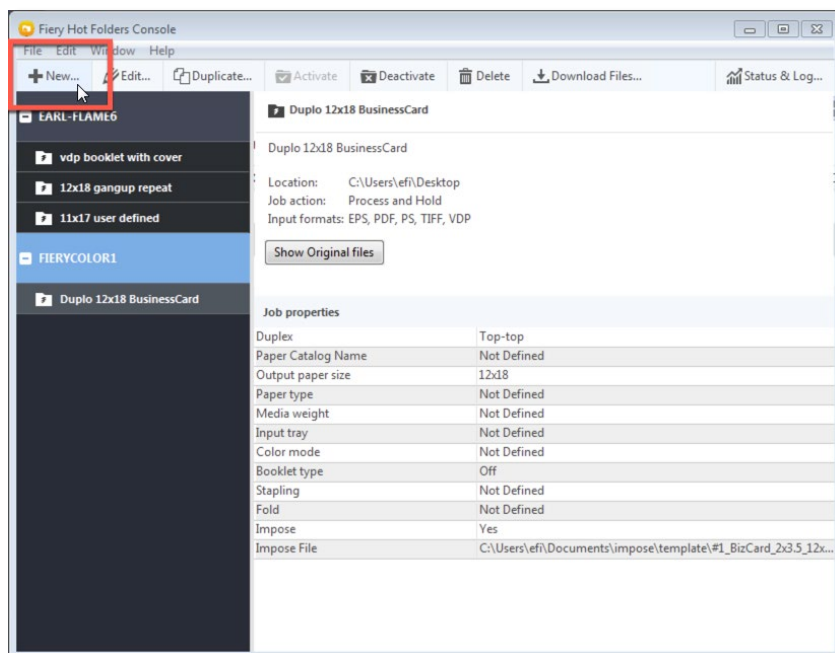 Fiery Hot Folders Console
File Edit Window Help
New... Edit... Duplicate... Activate Deactivate Delete Download Files... Status & Log...
EARL-FLAME6
vdp booklet with cover
12x18 gangup repeat
11x17 user defined
FIERYCOLOR1
Duplo 12x18 BusinessCard
Duplo 12x18 BusinessCard
Duplo 12x18 BusinessCard
Location: C:\Users\efi\Desktop
Job action: Process and Hold
Input formats: EPS, PDF, PS, TIFF, VDP
Show Original files
Job properties
Duplex Top-top
Paper Catalog Name Not Defined
Output paper size 12x18
Paper type Not Defined
Media weight Not Defined
Input tray Not Defined
Color mode Not Defined
Booklet type Off
Stapling Not Defined
Fold Not Defined
Impose Yes
Impose File C:\Users\efi\Documents\impose\template\#1_BizCard_2x3.5_12x...